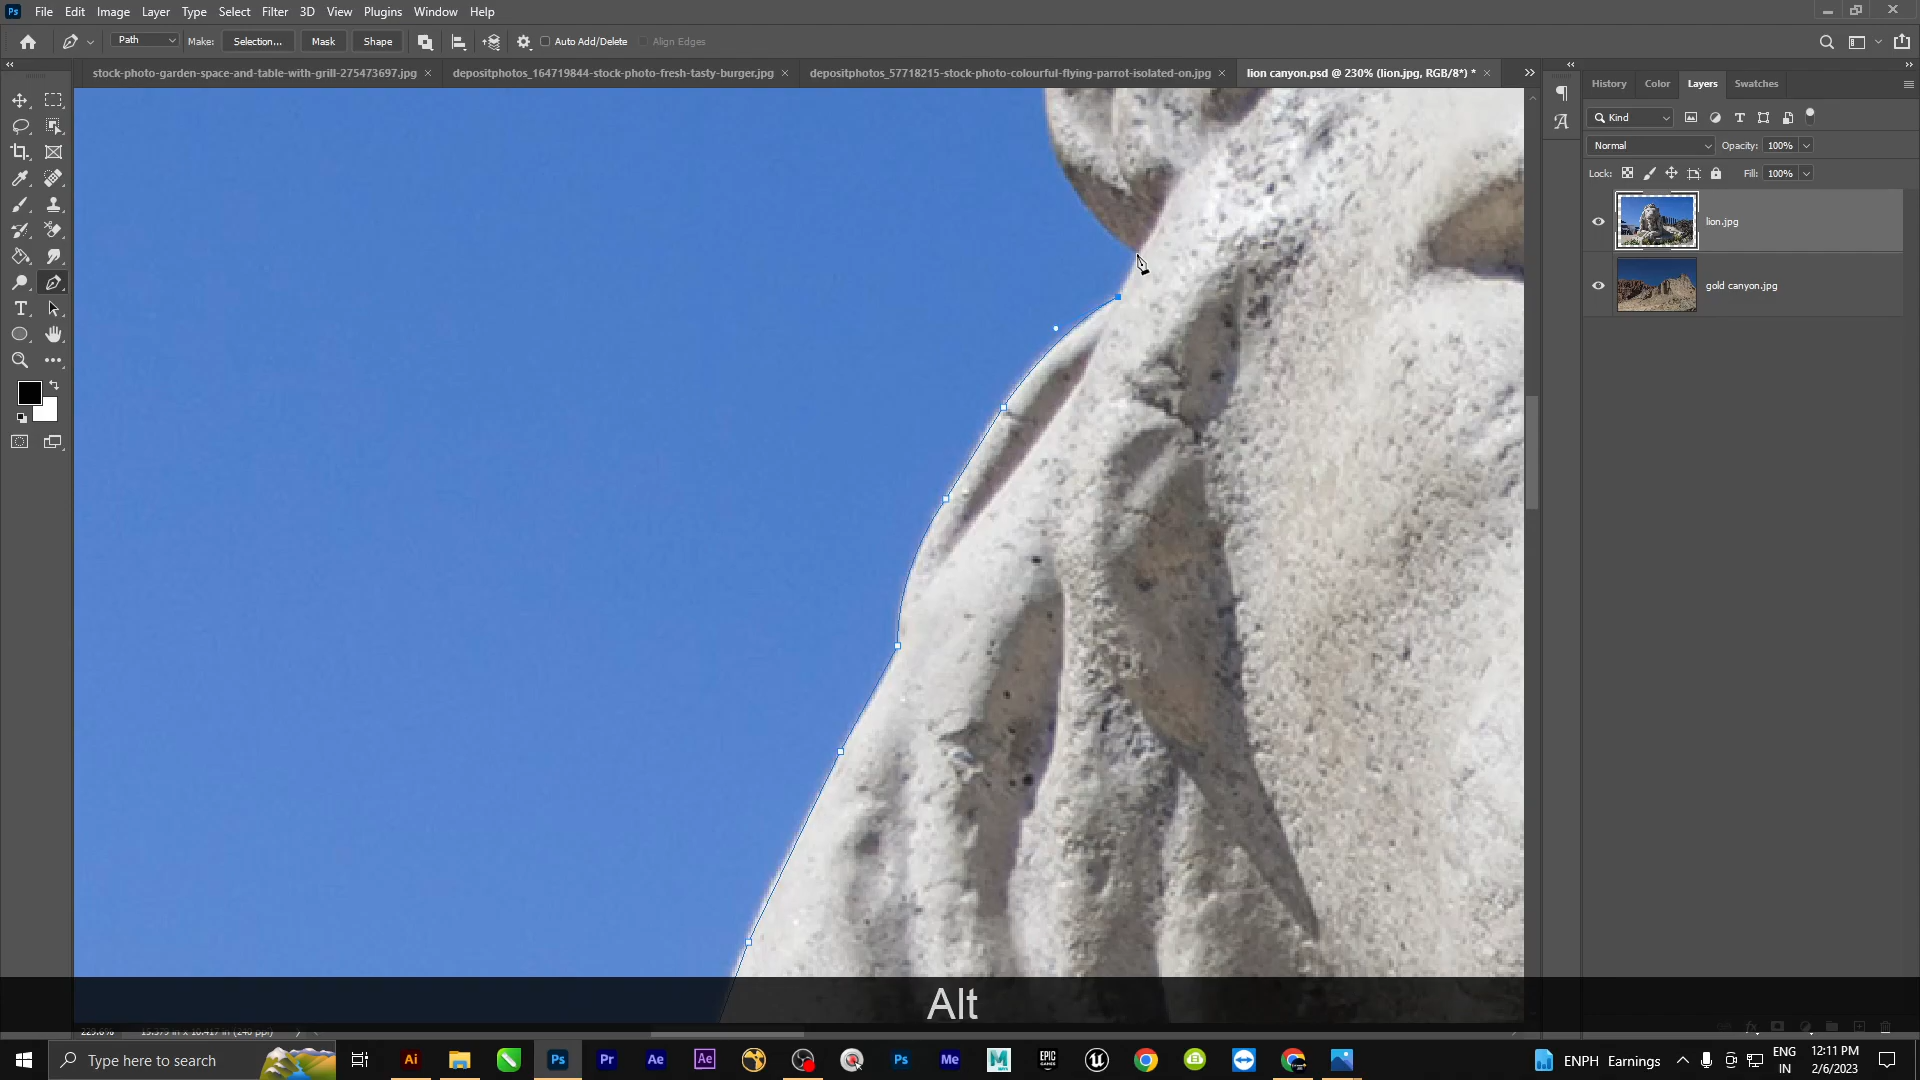 Ps File Edit Image Layer Type Select Filter 3D View Plugins Window Help
Path Make: Selection... Mask Shape Auto Add/Delete Align Edges
stock-photo-garden-space-and-table-with-grill-275473697.jpg × depositphotos_164719844-stock-photo-fresh-tasty-burger.jpg × depositphotos_57718215-stock-photo-colourful-flying-parrot-isolated-on.jpg × lion canyon.psd @ 230% (lion.jpg, RGB/8*) * ×
History Color Layers Swatches
Kind
Normal Opacity: 100%
Lock: Fill: 100%
lion.jpg
gold canyon.jpg
Alt
Type here to search
Ai Ps Pr Ae Ae Ps Me
EPIC GAMES
ENPH Earnings
ENG IN
12:11 PM
2/6/2023